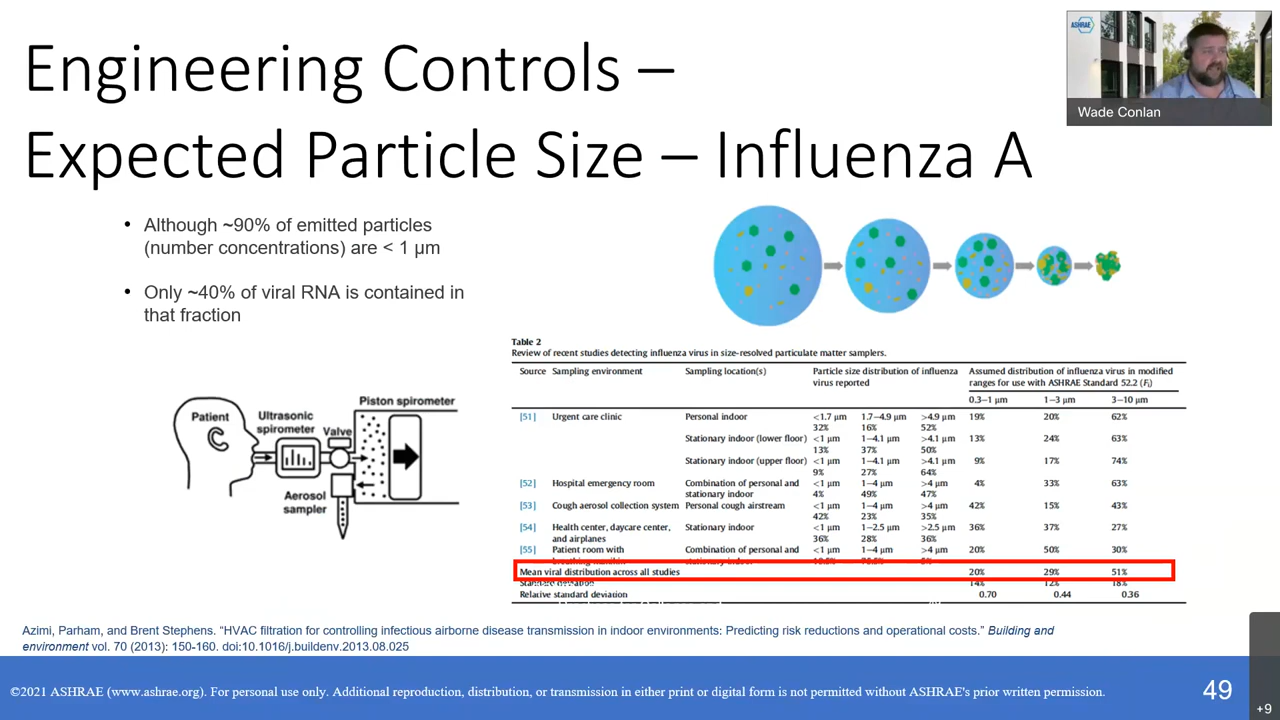 Engineering Controls –
Expected Particle Size – Influenza A
ASHRAE
Wade Conlan
• Although ~90% of emitted particles
(number concentrations) are < 1 μm
• Only ~40% of viral RNA is contained in
that fraction
Patient
Ultrasonic
spirometer
Valve
Piston spirometer
Aerosol
sampler
Table 2
Review of recent studies detecting influenza virus in size-resolved particulate matter samplers.
Source Sampling environment Sampling location(s) Particle size distribution of influenza Assumed distribution of influenza virus in modified
virus reported ranges for use with ASHRAE Standard 52.2 (Fi)
0.3–1 μm 1–3 μm 3–10 μm
[51] Urgent care clinic Personal indoor <1.7 μm 1.7–4.9 μm >4.9 μm 19% 20% 62%
32% 16% 52%
Stationary indoor (lower floor) <1 μm 1–4.1 μm >4.1 μm 13% 24% 63%
13% 37% 50%
Stationary indoor (upper floor) <1 μm 1–4.1 μm >4.1 μm 9% 17% 74%
9% 27% 64%
[52] Hospital emergency room Combination of personal and <1 μm 1–4 μm >4 μm 4% 33% 63%
stationary indoor 4% 49% 47%
[53] Cough aerosol collection system Personal cough airstream <1 μm 1–4 μm >4 μm 42% 15% 43%
42% 23% 35%
[54] Health center, daycare center, Stationary indoor <1 μm 1–2.5 μm >2.5 μm 36% 37% 27%
and airplanes 36% 28% 36%
[55] Patient room with Combination of personal and <1 μm 1–4 μm >4 μm 20% 50% 30%
stationary indoor
Mean viral distribution across all studies 20% 29% 51%
Standard deviation 14% 12% 18%
Relative standard deviation 0.70 0.44 0.36
Azimi, Parham, and Brent Stephens. “HVAC filtration for controlling infectious airborne disease transmission in indoor environments: Predicting risk reductions and operational costs.” Building and
environment vol. 70 (2013): 150-160. doi:10.1016/j.buildenv.2013.08.025
©2021 ASHRAE (www.ashrae.org). For personal use only. Additional reproduction, distribution, or transmission in either print or digital form is not permitted without ASHRAE's prior written permission.
49
+9